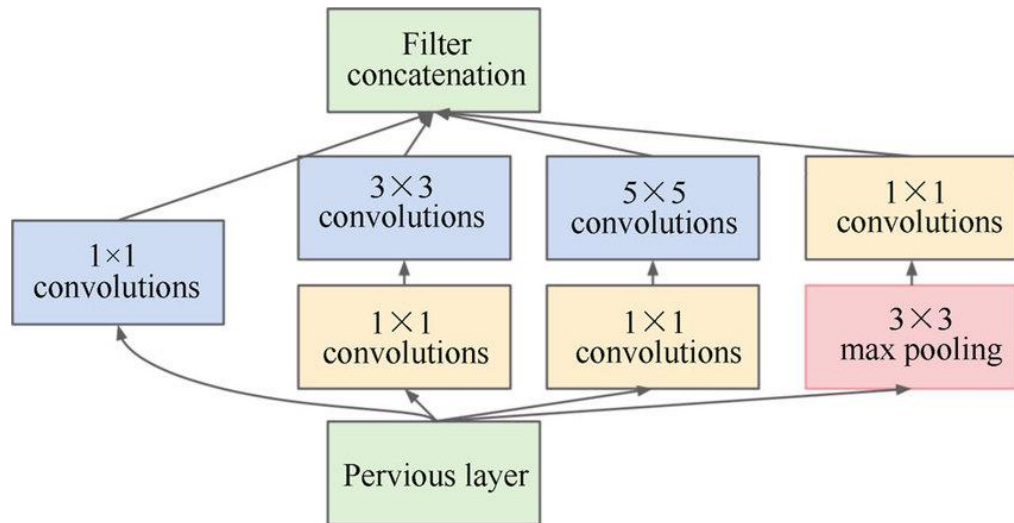 Filter
concatenation
3×3
convolutions
5×5
convolutions
1×1
convolutions
1×1
convolutions
1×1
convolutions
1×1
convolutions
3×3
max pooling
Pervious layer